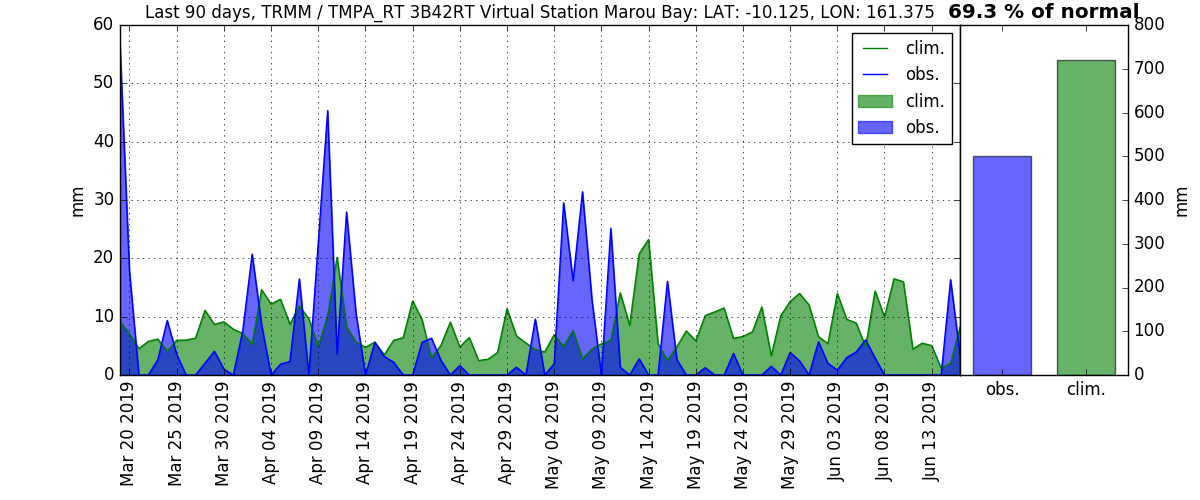 Last 90 days, TRMM / TMPA_RT 3B42RT Virtual Station Marou Bay: LAT: -10.125, LON: 161.375 69.3 % of normal
clim.
obs.
clim.
obs.
mm
60
50
40
30
20
10
0
Mar 20 2019
Mar 25 2019
Mar 30 2019
Apr 04 2019
Apr 09 2019
Apr 14 2019
Apr 19 2019
Apr 24 2019
Apr 29 2019
May 04 2019
May 09 2019
May 14 2019
May 19 2019
May 24 2019
May 29 2019
Jun 03 2019
Jun 08 2019
Jun 13 2019
obs. clim.
800
700
600
500
400
300
200
100
0
mm